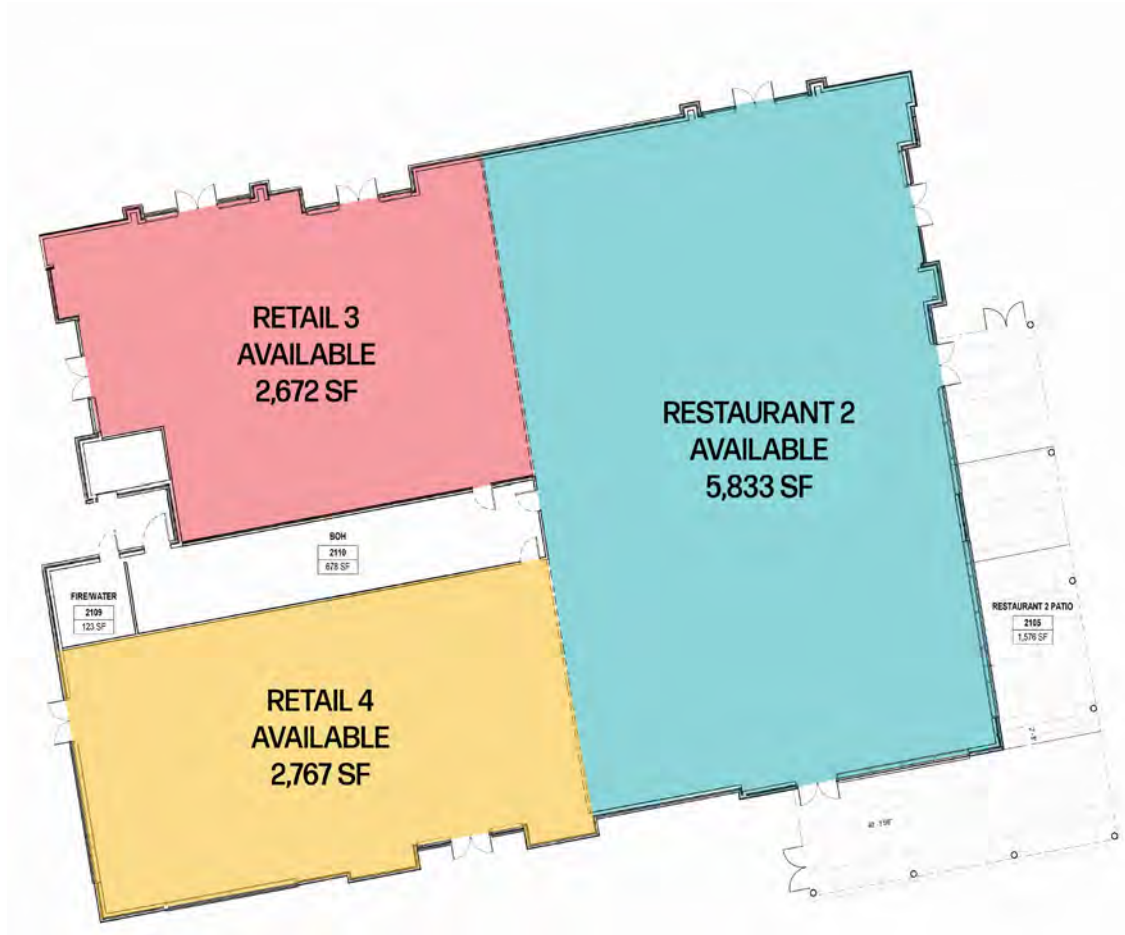 RETAIL 3
AVAILABLE
2,672 SF
RESTAURANT 2
AVAILABLE
5,833 SF
BOH
2110
678 SF
FIRE/WATER
2109
123 SF
RESTAURANT 2 PATIO
2105
1,576 SF
RETAIL 4
AVAILABLE
2,767 SF